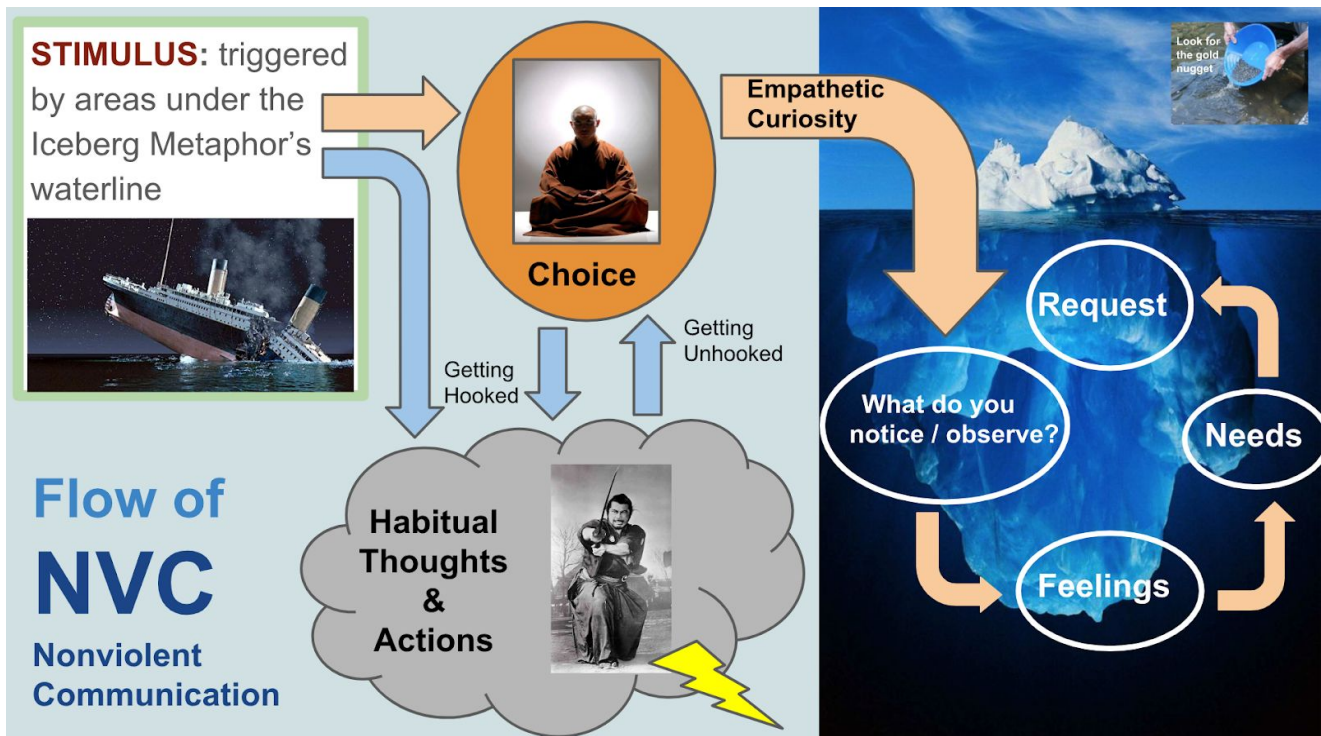 STIMULUS: triggered
by areas under the
Iceberg Metaphor's
waterline
Choice
Empathetic
Curiosity
Look for
the gold
nugget
Getting
Hooked
Getting
Unhooked
Habitual
Thoughts
&
Actions
Flow of
NVC
Nonviolent
Communication
What do you
notice / observe?
Feelings
Needs
Request